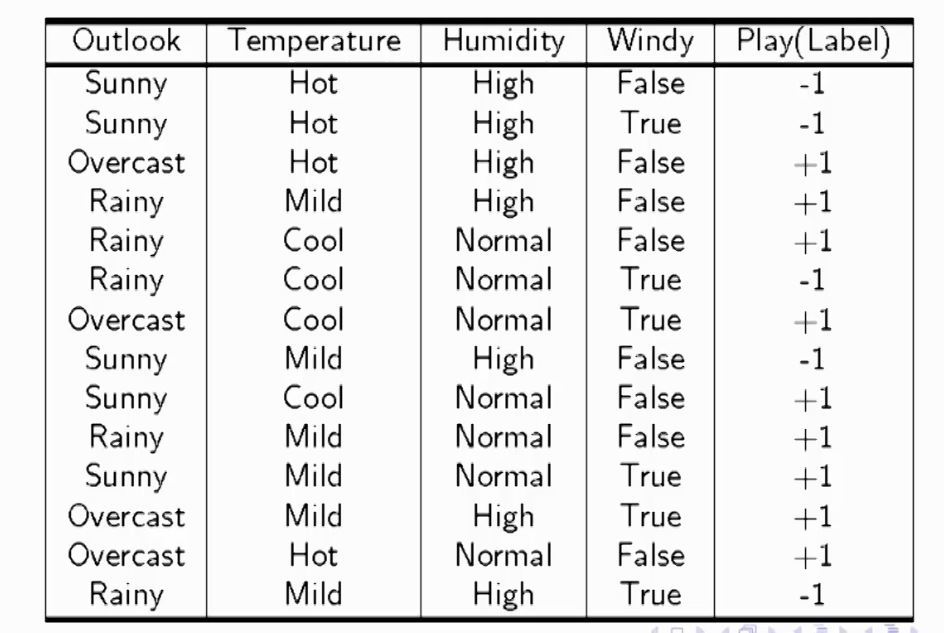 Outlook Temperature Humidity Windy Play(Label)
Sunny Hot High False -1
Sunny Hot High True -1
Overcast Hot High False +1
Rainy Mild High False +1
Rainy Cool Normal False +1
Rainy Cool Normal True -1
Overcast Cool Normal True +1
Sunny Mild High False -1
Sunny Cool Normal False +1
Rainy Mild Normal False +1
Sunny Mild Normal True +1
Overcast Mild High True +1
Overcast Hot Normal False +1
Rainy Mild High True -1